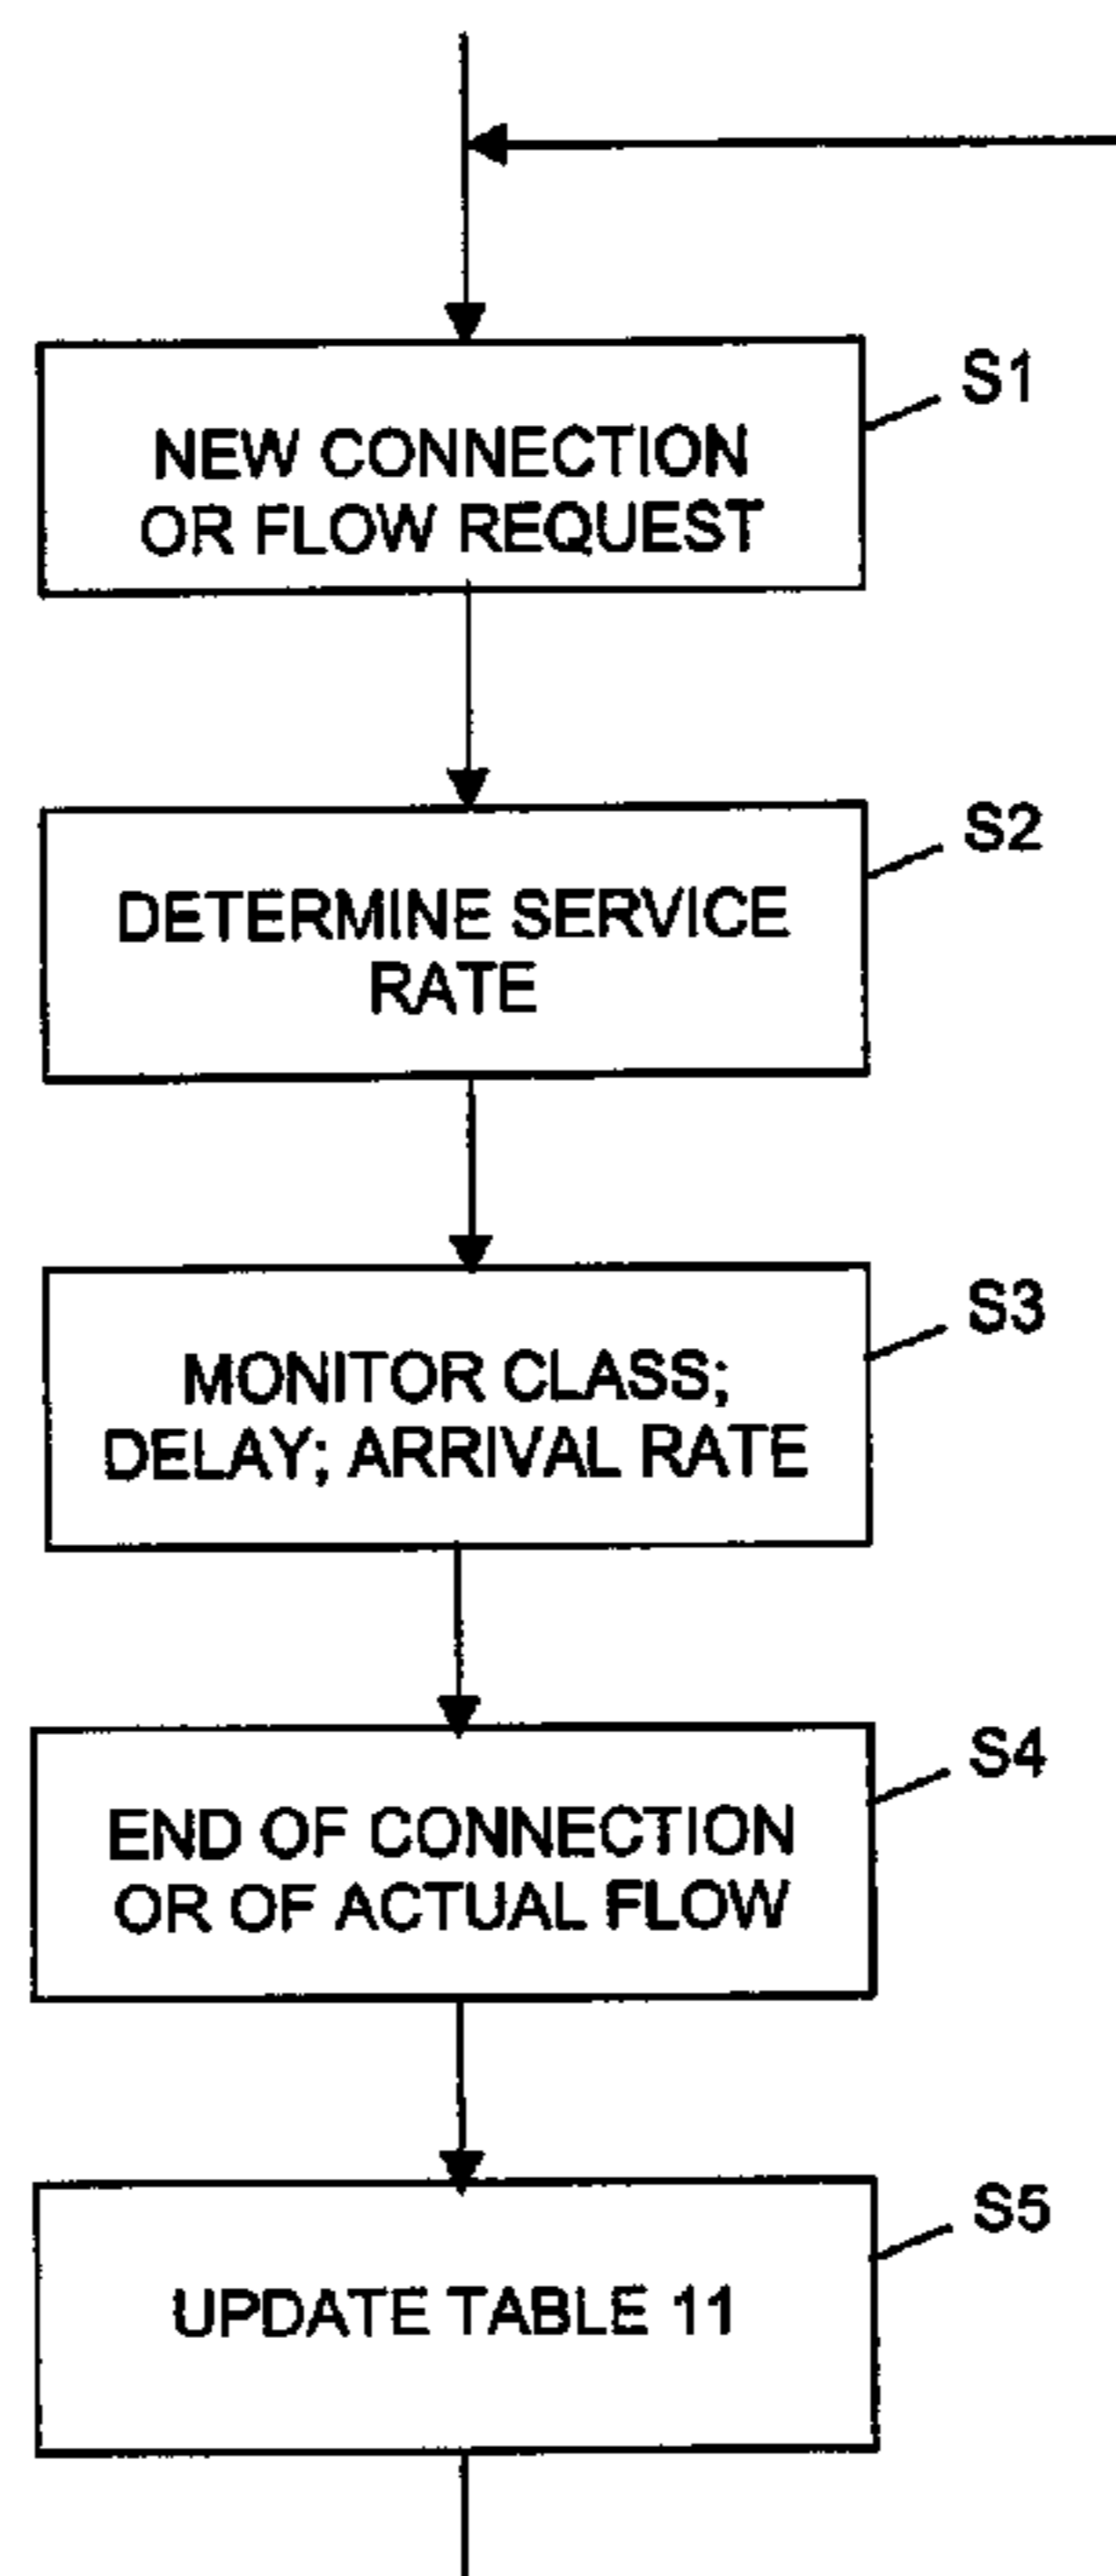 S1
NEW CONNECTION
OR FLOW REQUEST
S2
DETERMINE SERVICE
RATE
S3
MONITOR CLASS;
DELAY; ARRIVAL RATE
S4
END OF CONNECTION
OR OF ACTUAL FLOW
S5
UPDATE TABLE 11